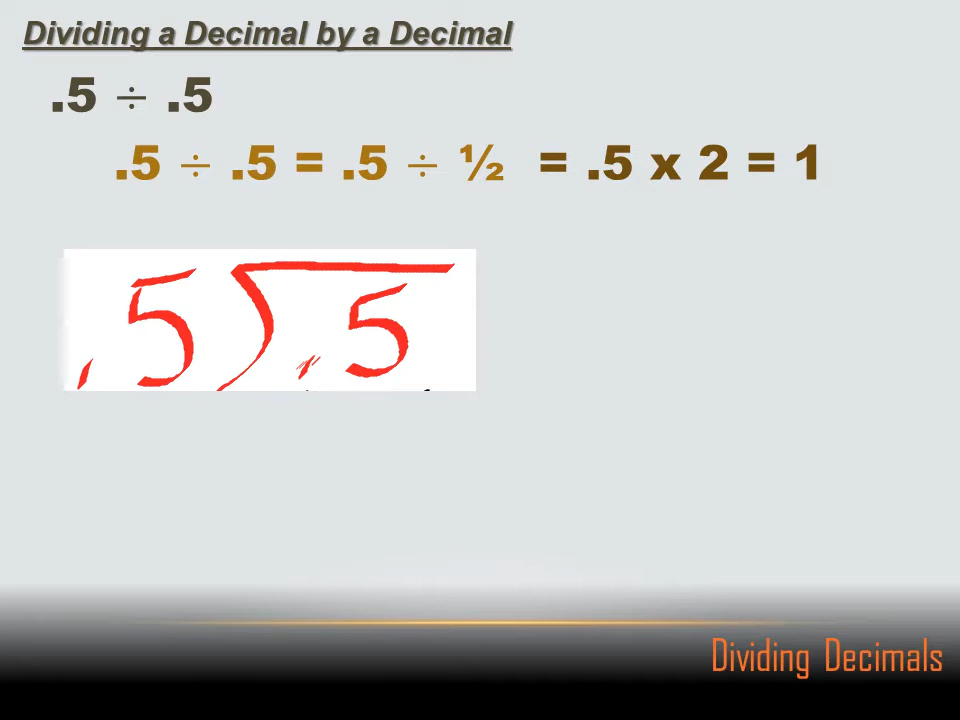 Dividing a Decimal by a Decimal
.5 ÷ .5
.5 ÷ .5 = .5 ÷ ½ = .5 x 2 = 1
.5).5
Dividing Decimals